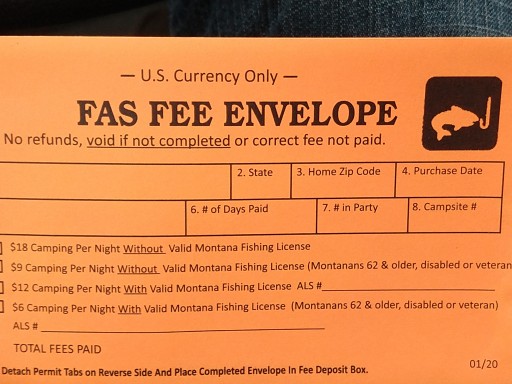 — U.S. Currency Only —
FAS FEE ENVELOPE
No refunds, void if not completed or correct fee not paid.
2. State
3. Home Zip Code
4. Purchase Date
6. # of Days Paid
7. # in Party
8. Campsite #
$18 Camping Per Night Without Valid Montana Fishing License
$9 Camping Per Night Without Valid Montana Fishing License (Montanans 62 & older, disabled or veteran
$12 Camping Per Night With Valid Montana Fishing License ALS #
$6 Camping Per Night With Valid Montana Fishing License (Montanans 62 & older, disabled or veteran)
ALS #
TOTAL FEES PAID
Detach Permit Tabs on Reverse Side And Place Completed Envelope In Fee Deposit Box.
01/20